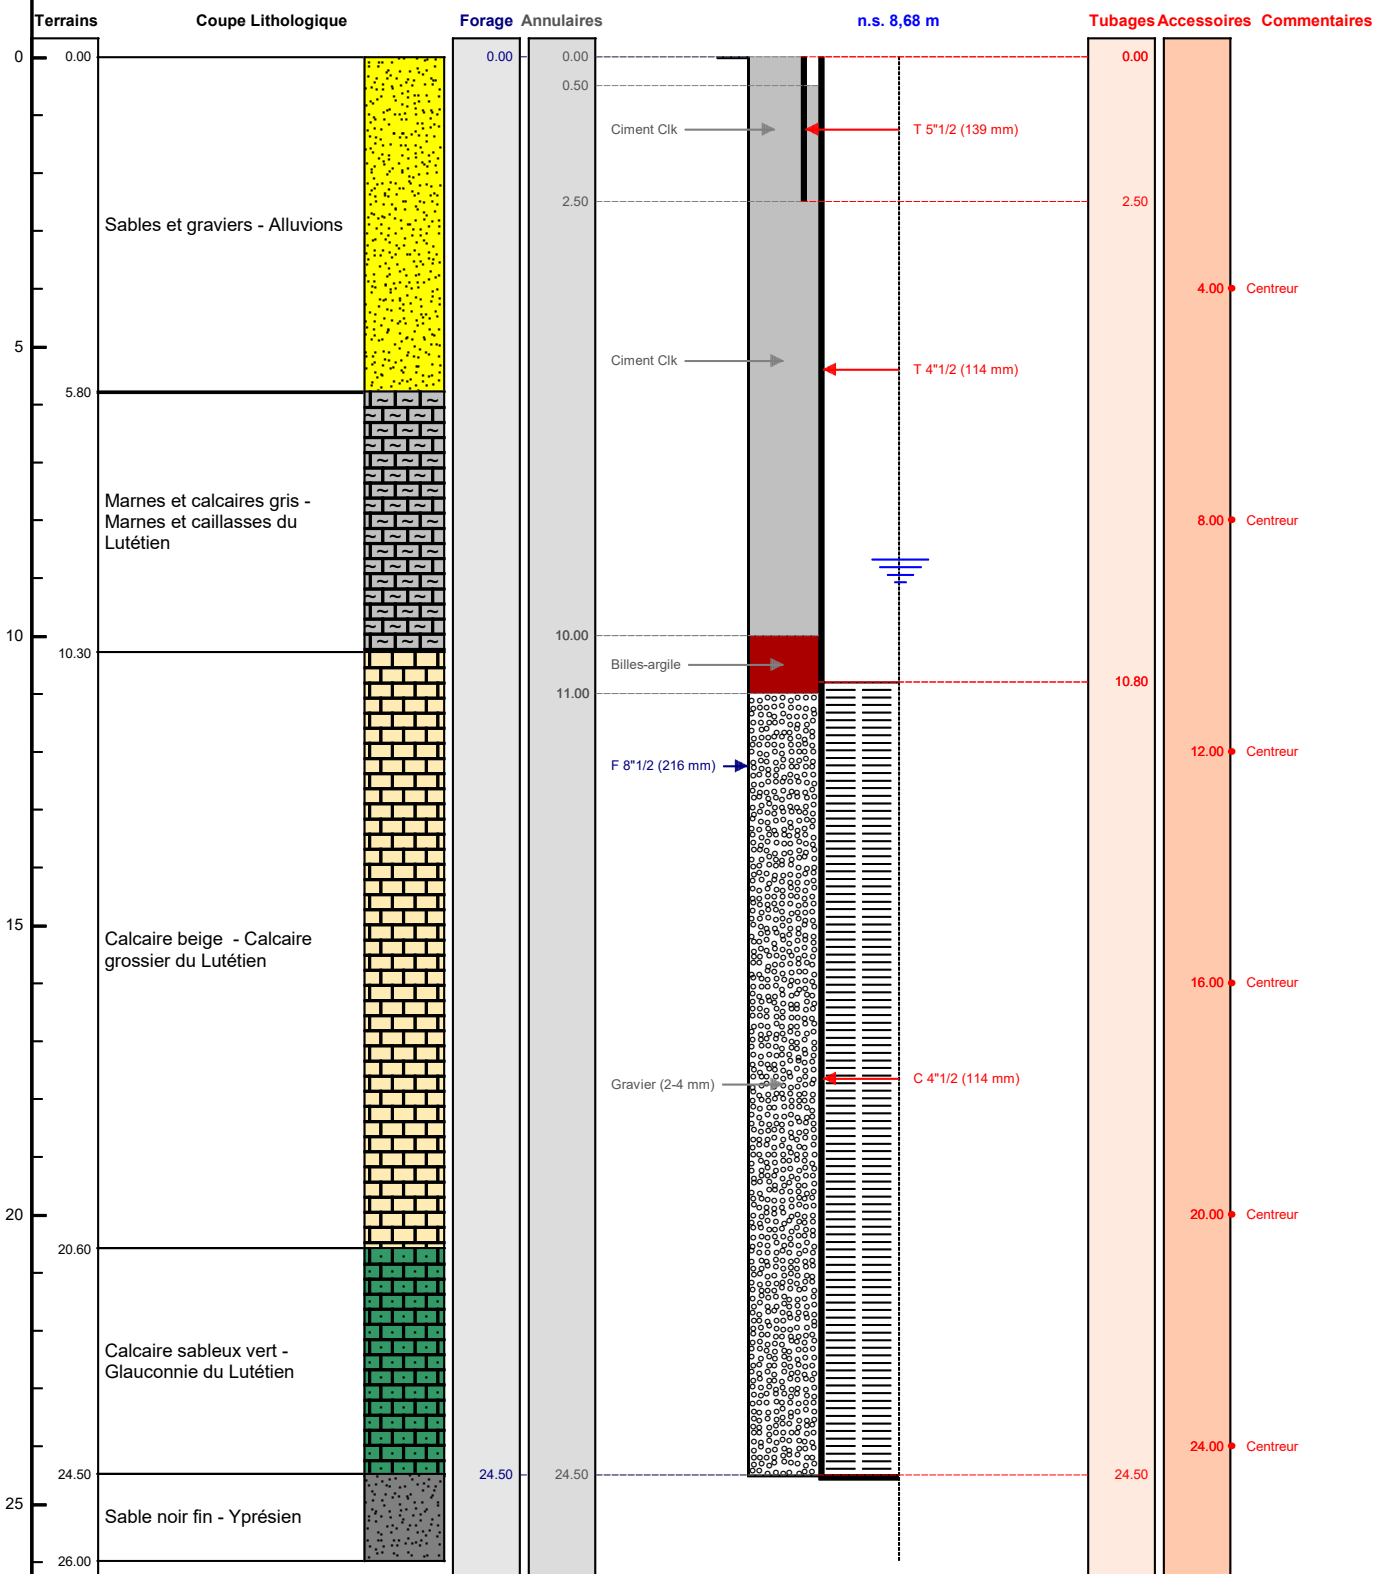 Terrains Coupe Lithologique Forage Annulaires n.s. 8,68 m Tubages Accessoires Commentaires
0 0.00 0.00 0.00 0.00
0.50
Ciment Clk T 5"1/2 (139 mm)
2.50 2.50
Sables et graviers - Alluvions
4.00 Centreur
5
Ciment Clk T 4"1/2 (114 mm)
5.80
Marnes et calcaires gris -
Marnes et caillasses du
Lutétien
8.00 Centreur
10 10.00
10.30
Billes-argile
10.80
11.00
12.00 Centreur
F 8"1/2 (216 mm)
15
Calcaire beige - Calcaire
grossier du Lutétien
16.00 Centreur
Gravier (2-4 mm) C 4"1/2 (114 mm)
20 20.00 Centreur
20.60
Calcaire sableux vert -
Glauconnie du Lutétien
24.00 Centreur
24.50 24.50 24.50 24.50
25
Sable noir fin - Yprésien
26.00